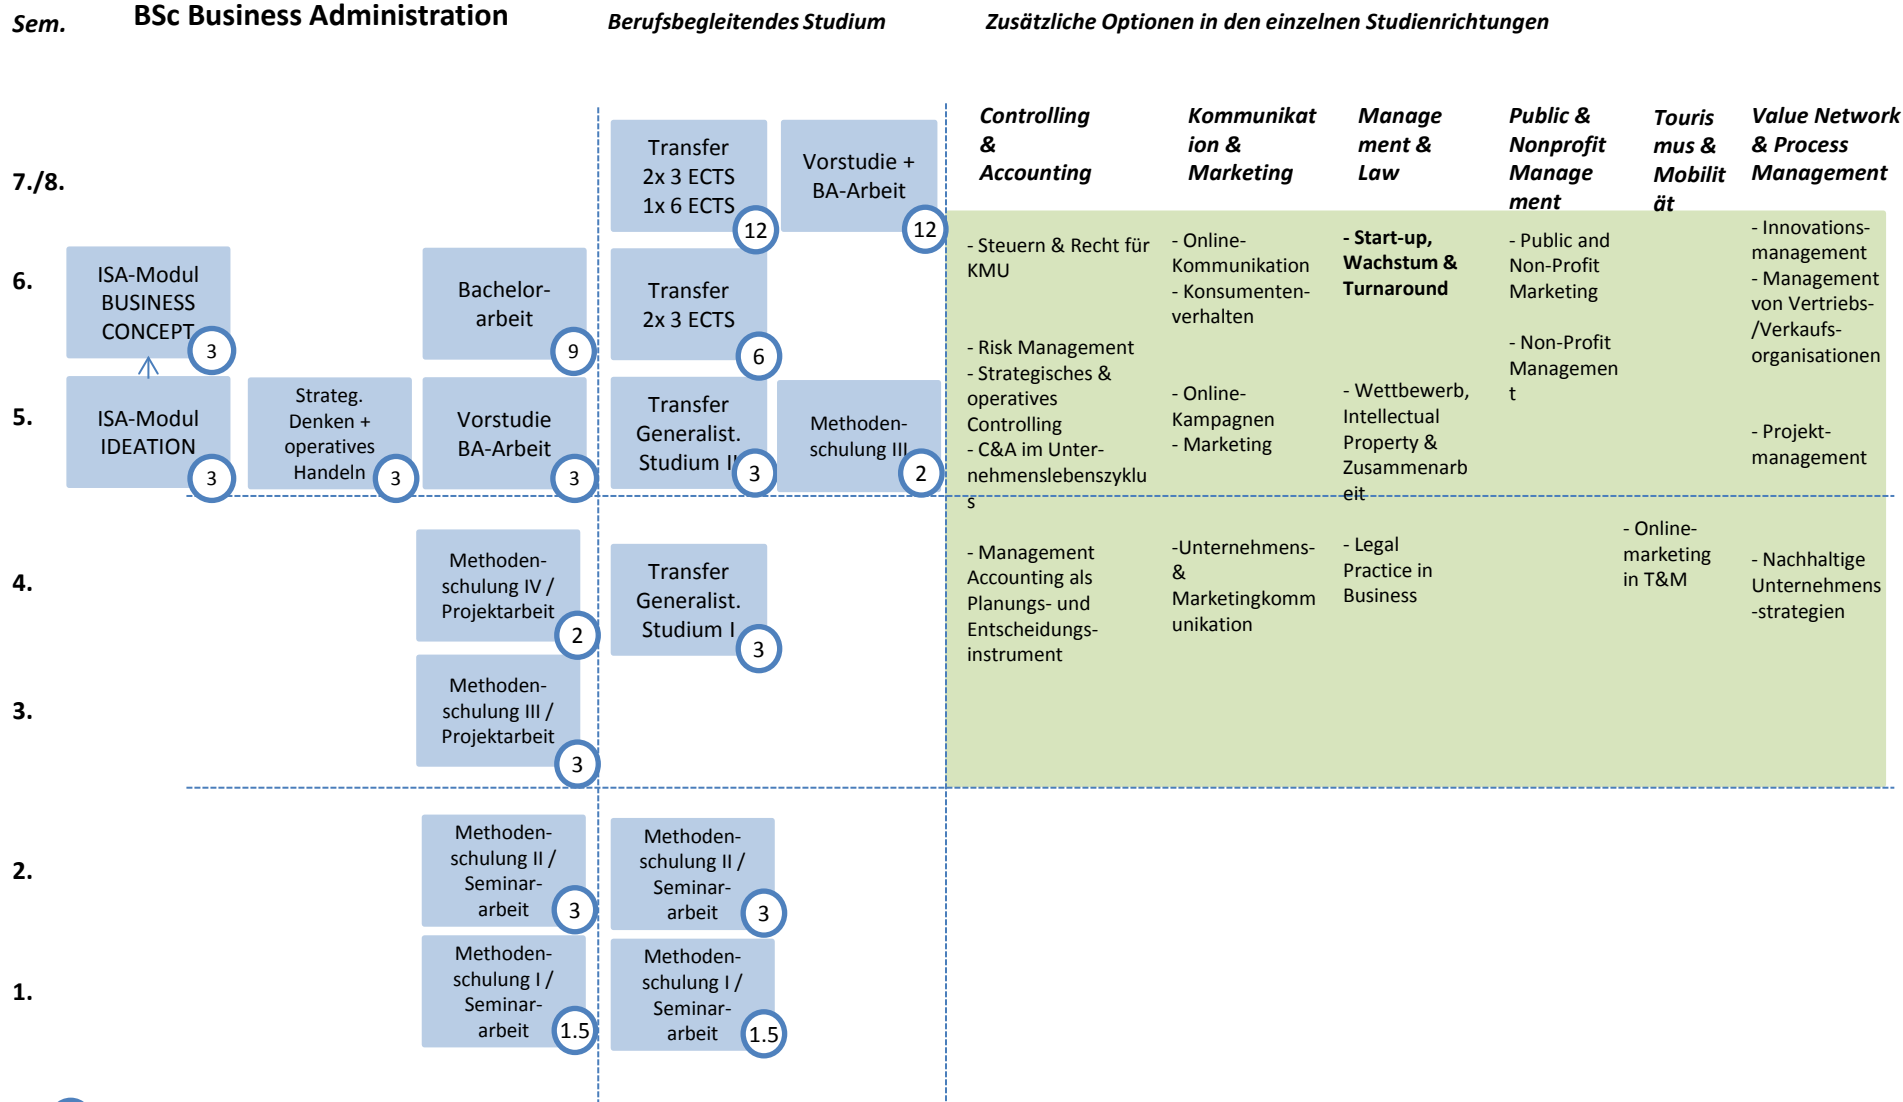 Sem.
BSc Business Administration
Berufsbegleitendes Studium
Zusätzliche Optionen in den einzelnen Studienrichtungen
Controlling
&
Accounting
Kommunikat
ion &
Marketing
Manage
ment &
Law
Public &
Nonprofit
Manage
ment
Touris
mus &
Mobilit
ät
Value Network
& Process
Management
7./8.
Transfer
2x 3 ECTS
1x 6 ECTS
12
Vorstudie +
BA-Arbeit
12
6.
ISA-Modul
BUSINESS
CONCEPT
3
Bachelor-
arbeit
9
Transfer
2x 3 ECTS
6
- Steuern & Recht für
KMU
- Online-
Kommunikation
- Konsumenten-
verhalten
- Start-up,
Wachstum &
Turnaround
- Public and
Non-Profit
Marketing
- Innovations-
management
- Management
von Vertriebs-
/Verkaufs-
organisationen
5.
ISA-Modul
IDEATION
3
Strateg.
Denken +
operatives
Handeln
3
Vorstudie
BA-Arbeit
3
Transfer
Generalist.
Studium II
3
Methoden-
schulung III
2
- Risk Management
- Strategisches &
operatives
Controlling
- C&A im Unter-
nehmenslebenszyklu
s
- Online-
Kampagnen
- Marketing
- Wettbewerb,
Intellectual
Property &
Zusammenarb
eit
- Non-Profit
Managemen
t
- Projekt-
management
4.
Methoden-
schulung IV /
Projektarbeit
2
Transfer
Generalist.
Studium I
3
- Management
Accounting als
Planungs- und
Entscheidungs-
instrument
-Unternehmens-
&
Marketingkomm
unikation
- Legal
Practice in
Business
- Online-
marketing
in T&M
- Nachhaltige
Unternehmens
-strategien
3.
Methoden-
schulung III /
Projektarbeit
3
2.
Methoden-
schulung II /
Seminar-
arbeit
3
Methoden-
schulung II /
Seminar-
arbeit
3
1.
Methoden-
schulung I /
Seminar-
arbeit
1.5
Methoden-
schulung I /
Seminar-
arbeit
1.5